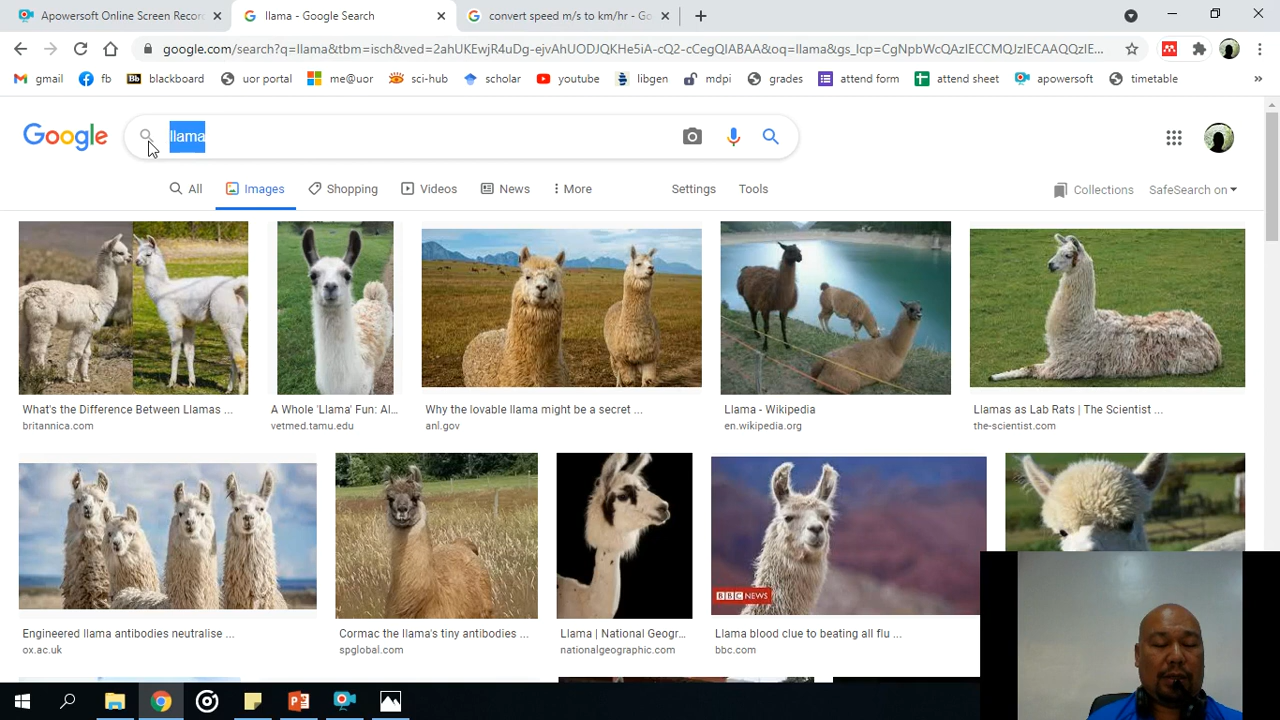 Apowersoft Online Screen Recor
llama - Google Search
convert speed m/s to km/hr - Go
google.com/search?q=llama&tbm=isch&ved=2ahUKEwjR4uDg-ejvAhUODJQKHe5iA-cQ2-cCegQIABAA&oq=llama&gs_lcp=CgNpbWcQAzIECCMQJzIECAAQQzIE...
gmail
fb
Bb blackboard
uor portal
me@uor
sci-hub
scholar
youtube
libgen
mdpi
grades
attend form
attend sheet
apowersoft
timetable
»
Google
llama
All
Images
Shopping
Videos
News
More
Settings
Tools
Collections
SafeSearch on
What's the Difference Between Llamas ...
britannica.com
A Whole 'Llama' Fun: Al...
vetmed.tamu.edu
Why the lovable llama might be a secret ...
anl.gov
Llama - Wikipedia
en.wikipedia.org
Llamas as Lab Rats | The Scientist ...
the-scientist.com
BBC NEWS
Engineered llama antibodies neutralise ...
ox.ac.uk
Cormac the llama's tiny antibodies ...
spglobal.com
Llama | National Geogr...
nationalgeographic.com
Llama blood clue to beating all flu ...
bbc.com